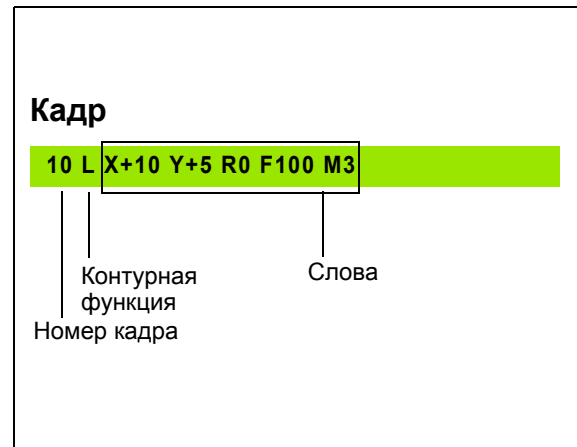 Кадр
10 L X+10 Y+5 R0 F100 M3
Контурная
функция
Слова
Номер кадра